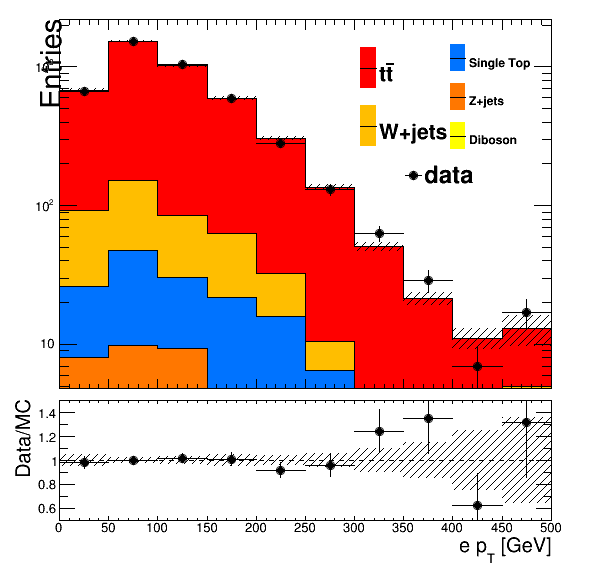 Entries
10³
10²
10
tt̄
W+jets
Single Top
Z+jets
Diboson
data
Data/MC
1.4
1.2
1
0.8
0.6
0 50 100 150 200 250 300 350 400 450 500
e p_T [GeV]